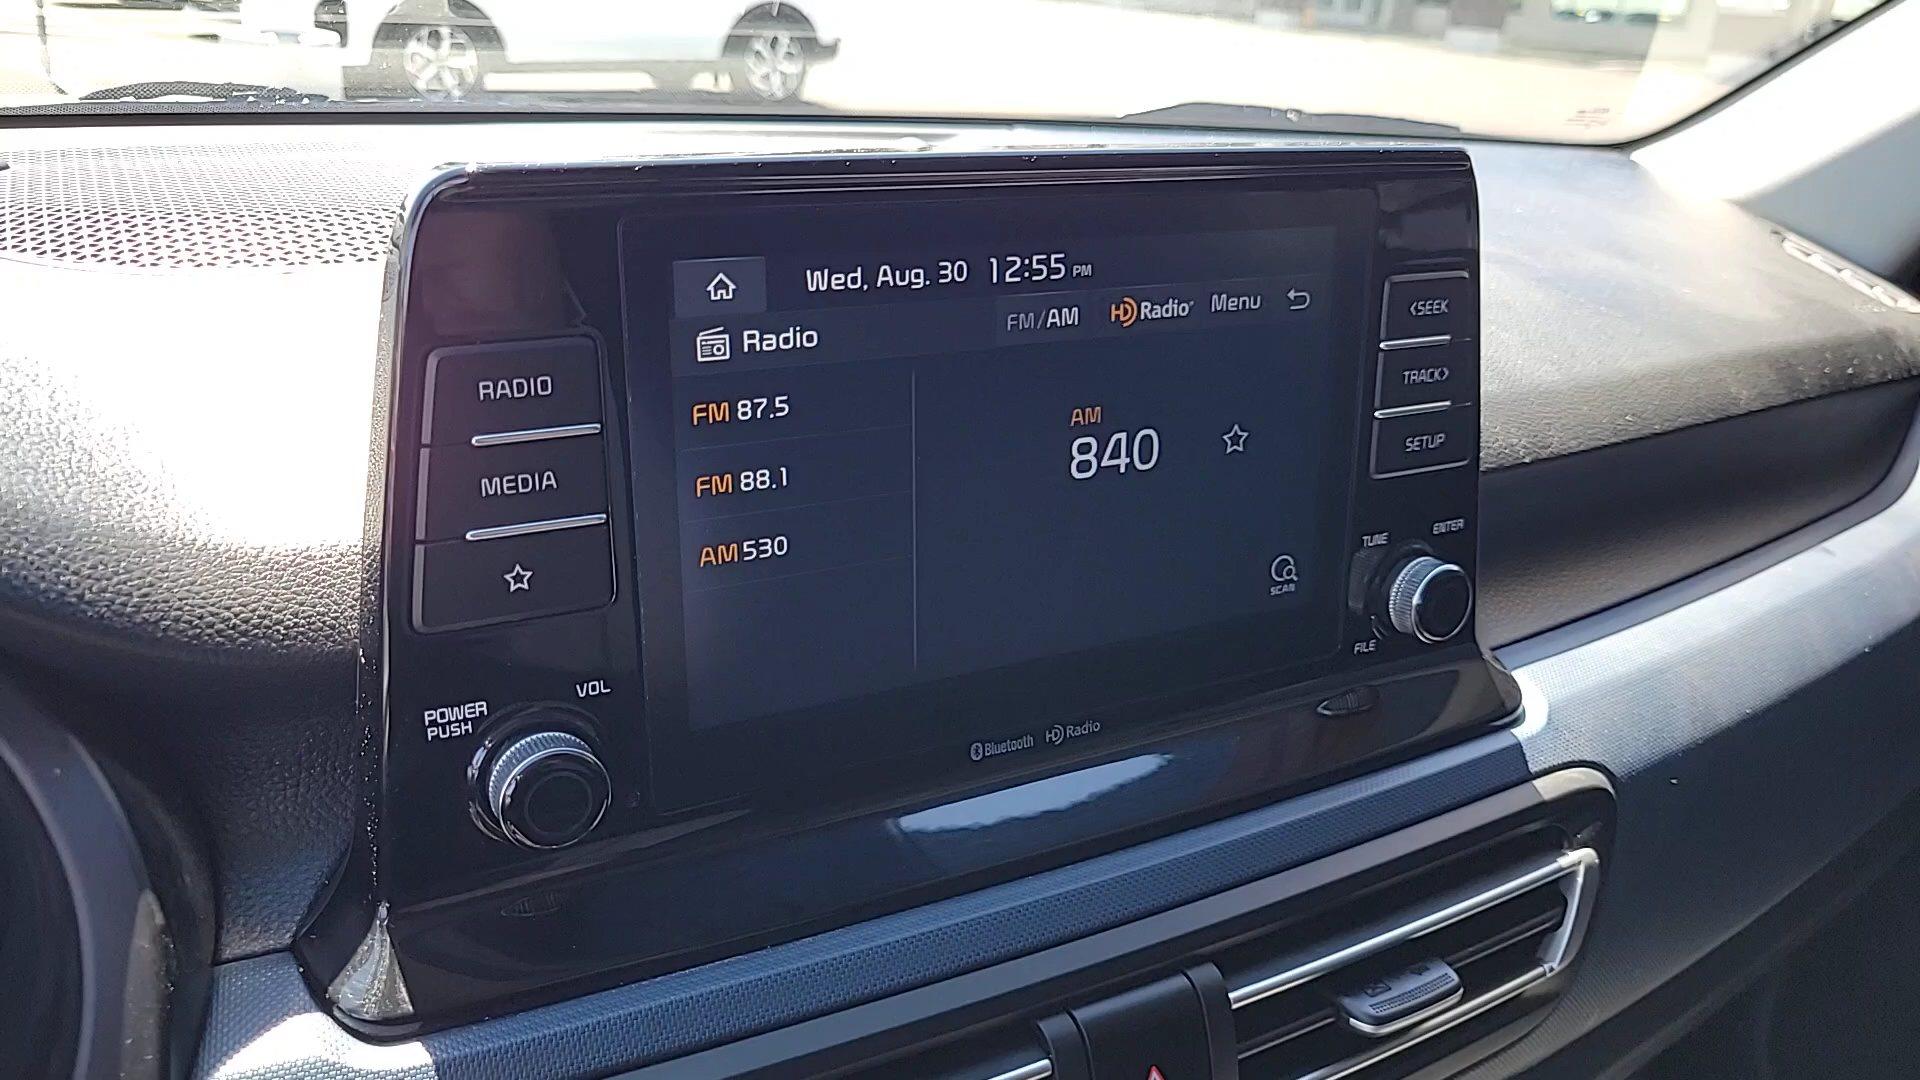 Wed, Aug. 30 12:55 PM
Radio
FM/AM
HD Radio
Menu
FM 87.5
FM 88.1
AM 530
AM
840
SCAN
RADIO
MEDIA
POWER
PUSH
VOL
<SEEK
TRACK>
SETUP
TUNE
ENTER
FILE
Bluetooth HD Radio